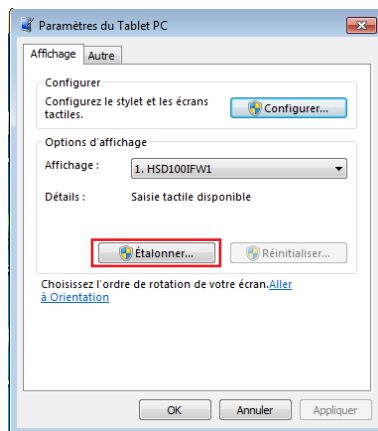 Paramètres du Tablet PC
Affichage Autre
Configurer
Configurez le stylet et les écrans
tactiles.
Configurer...
Options d'affichage
Affichage :
1. HSD100IFW1
Détails :
Saisie tactile disponible
Étalonner...
Réinitialiser...
Choisissez l'ordre de rotation de votre écran.Aller
à Orientation
OK
Annuler
Appliquer